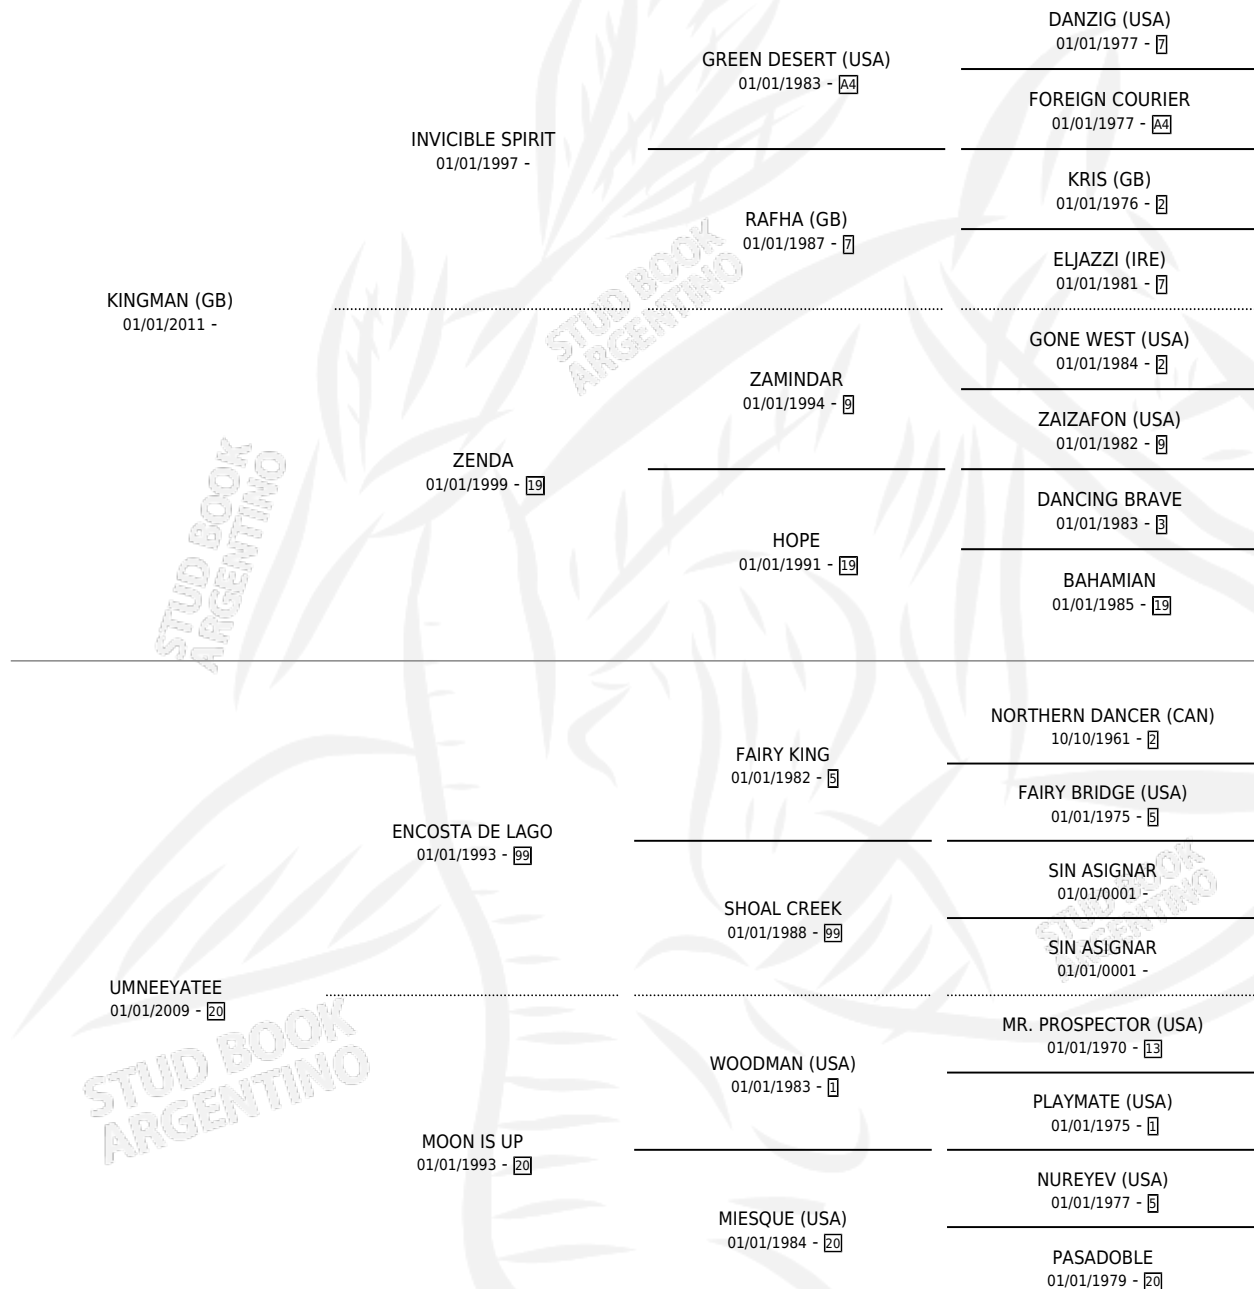 DANZIG (USA)
01/01/1977 - 7
GREEN DESERT (USA)
01/01/1983 - A4
FOREIGN COURIER
01/01/1977 - A4
INVICIBLE SPIRIT
01/01/1997 -
KRIS (GB)
01/01/1976 - 2
RAFHA (GB)
01/01/1987 - 7
ELJAZZI (IRE)
01/01/1981 - 7
KINGMAN (GB)
01/01/2011 -
GONE WEST (USA)
01/01/1984 - 2
ZAMINDAR
01/01/1994 - 9
ZAIZAFON (USA)
01/01/1982 - 9
ZENDA
01/01/1999 - 19
DANCING BRAVE
01/01/1983 - 3
HOPE
01/01/1991 - 19
BAHAMIAN
01/01/1985 - 19
NORTHERN DANCER (CAN)
10/10/1961 - 2
FAIRY KING
01/01/1982 - 5
FAIRY BRIDGE (USA)
01/01/1975 - 5
ENCOSTA DE LAGO
01/01/1993 - 99
SIN ASIGNAR
01/01/0001 -
SHOAL CREEK
01/01/1988 - 99
SIN ASIGNAR
01/01/0001 -
UMNEEYATEE
01/01/2009 - 20
MR. PROSPECTOR (USA)
01/01/1970 - 13
WOODMAN (USA)
01/01/1983 - 1
PLAYMATE (USA)
01/01/1975 - 1
MOON IS UP
01/01/1993 - 20
NUREYEV (USA)
01/01/1977 - 5
MIESQUE (USA)
01/01/1984 - 20
PASADOBLE
01/01/1979 - 20
STUD BOOK
ARGENTINO
STUD BOOK
ARGENTINO
STUD BOOK
ARGENTINO
STUD BOOK
ARGENTINO